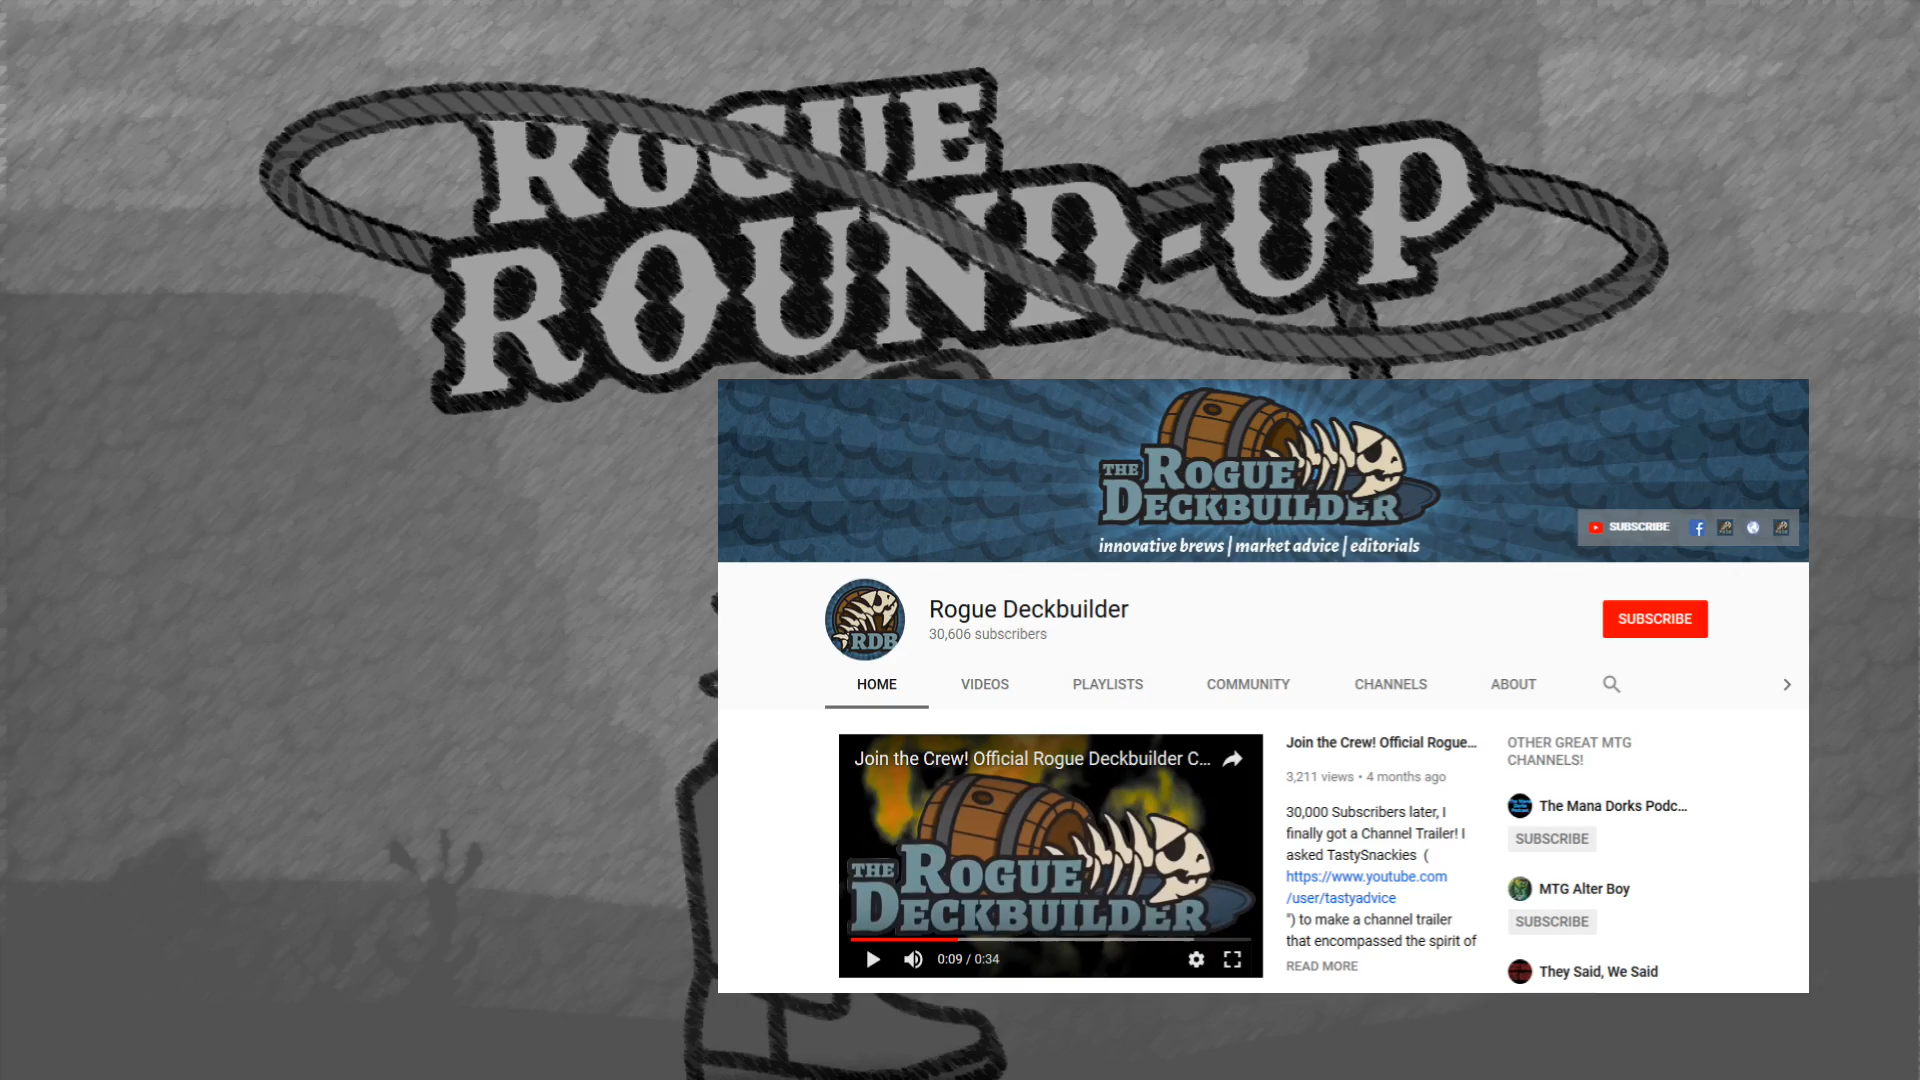 ROGUE
ROUND-UP
THE ROGUE
DECKBUILDER
innovative brews | market advice | editorials
SUBSCRIBE
Rogue Deckbuilder
30,606 subscribers
SUBSCRIBE
RDB
HOME VIDEOS PLAYLISTS COMMUNITY CHANNELS ABOUT
Join the Crew! Official Rogue Deckbuilder C...
THE ROGUE
DECKBUILDER
0:09 / 0:34
Join the Crew! Official Rogue...
3,211 views • 4 months ago
30,000 Subscribers later, I
finally got a Channel Trailer! I
asked TastySnackies (
https://www.youtube.com
/user/tastyadvice
") to make a channel trailer
that encompassed the spirit of
READ MORE
OTHER GREAT MTG
CHANNELS!
The Mana Dorks Podc...
SUBSCRIBE
MTG Alter Boy
SUBSCRIBE
They Said, We Said